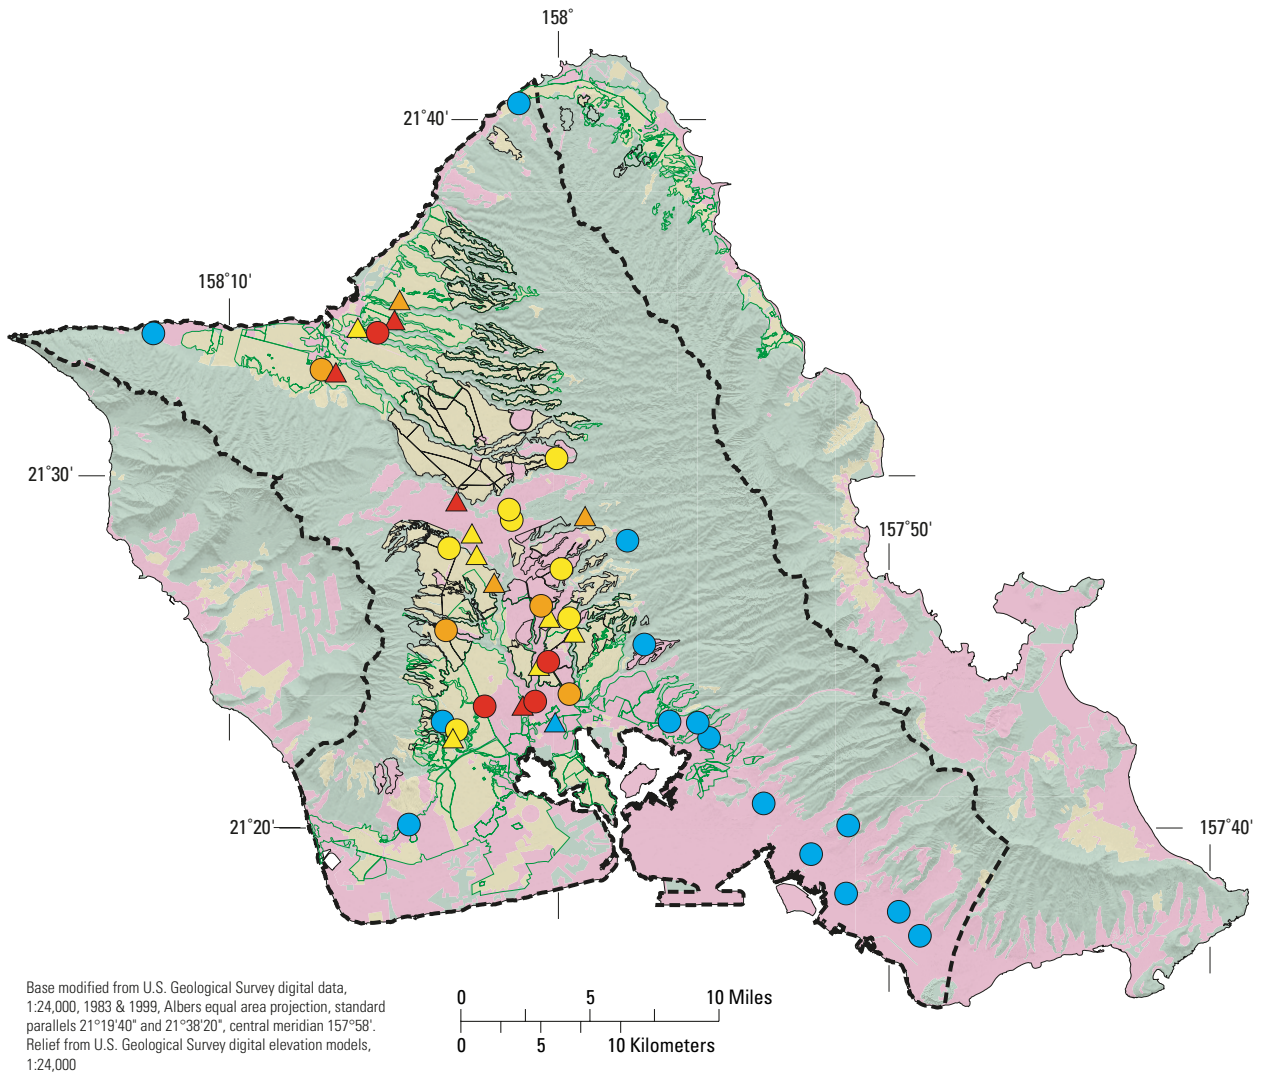 158°
21°40'
158°10'
21°30'
157°50'
21°20'
157°40'
Base modified from U.S. Geological Survey digital data,
1:24,000, 1983 & 1999, Albers equal area projection, standard
parallels 21°19'40" and 21°38'20", central meridian 157°58'.
Relief from U.S. Geological Survey digital elevation models,
1:24,000
0 5 10 Miles
0 5 10 Kilometers